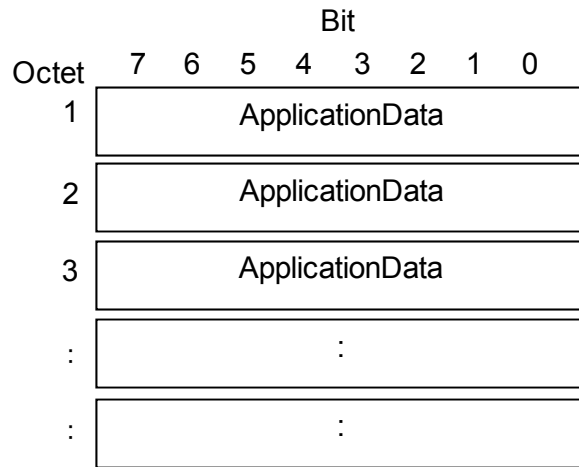 Bit
Octet 7 6 5 4 3 2 1 0
1 ApplicationData
2 ApplicationData
3 ApplicationData
: :
: :